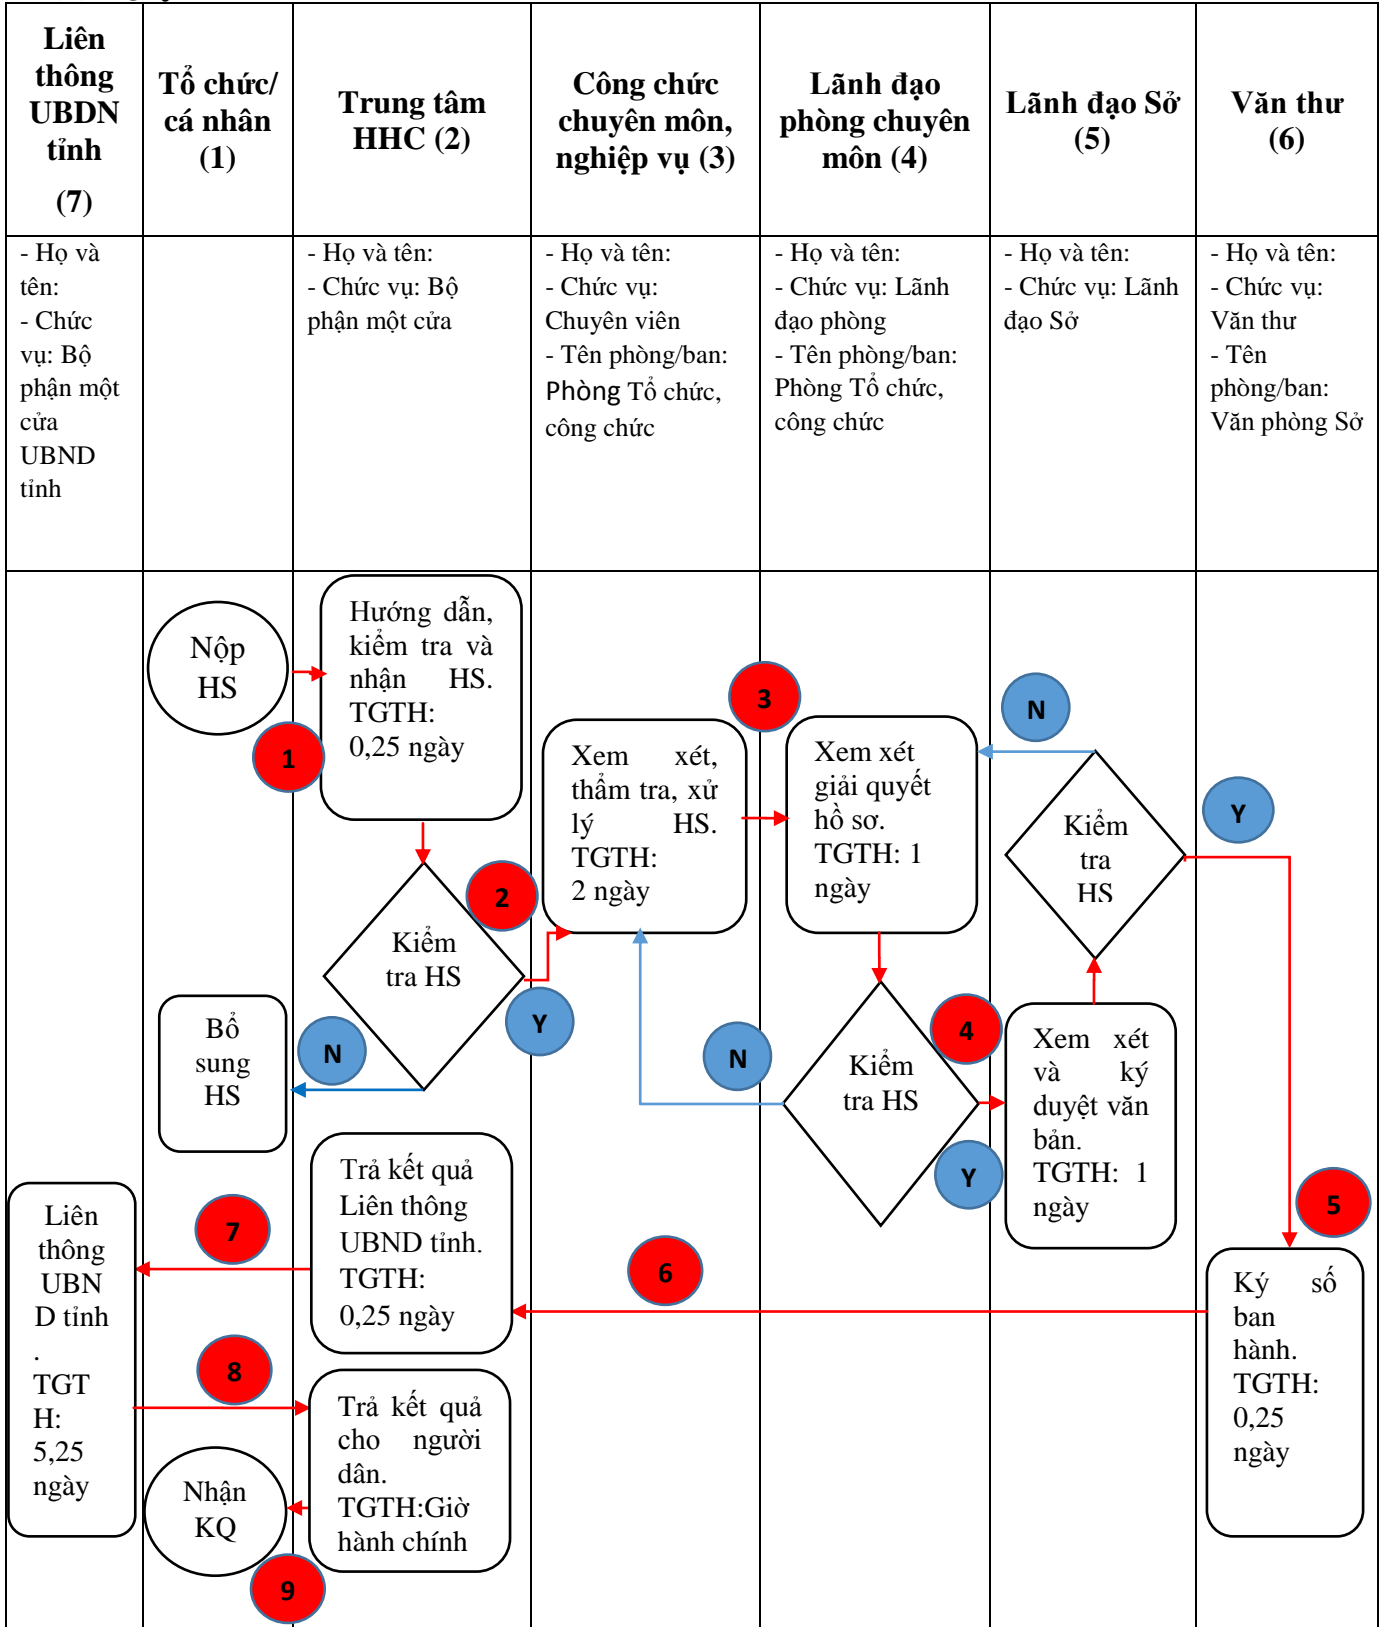 Liên
thông
UBDN
tỉnh
(7)
Tổ chức/
cá nhân
(1)
Trung tâm
HHC (2)
Công chức
chuyên môn,
nghiệp vụ (3)
Lãnh đạo
phòng chuyên
môn (4)
Lãnh đạo Sở
(5)
Văn thư
(6)
- Họ và
tên:
- Chức
vụ: Bộ
phận một
cửa
UBND
tỉnh
- Họ và tên:
- Chức vụ: Bộ
phận một cửa
- Họ và tên:
- Chức vụ:
Chuyên viên
- Tên phòng/ban:
Phòng Tổ chức,
công chức
- Họ và tên:
- Chức vụ: Lãnh
đạo phòng
- Tên phòng/ban:
Phòng Tổ chức,
công chức
- Họ và tên:
- Chức vụ: Lãnh
đạo Sở
- Họ và tên:
- Chức vụ:
Văn thư
- Tên
phòng/ban:
Văn phòng Sở
Nộp
HS
1
Hướng dẫn,
kiểm tra và
nhận HS.
TGTH:
0,25 ngày
2
Kiểm
tra HS
N
Y
Bổ
sung
HS
Xem xét,
thẩm tra, xử
lý HS.
TGTH:
2 ngày
3
Xem xét
giải quyết
hồ sơ.
TGTH: 1
ngày
Kiểm
tra HS
N
Y
4
Xem xét
và ký
duyệt văn
bản.
TGTH: 1
ngày
Kiểm
tra
HS
N
Y
5
Ký số
ban
hành.
TGTH:
0,25
ngày
6
Trả kết quả
Liên thông
UBND tỉnh.
TGTH:
0,25 ngày
7
Liên
thông
UBN
D tỉnh
.
TGT
H:
5,25
ngày
8
Trả kết quả
cho người
dân.
TGTH:Giờ
hành chính
9
Nhận
KQ